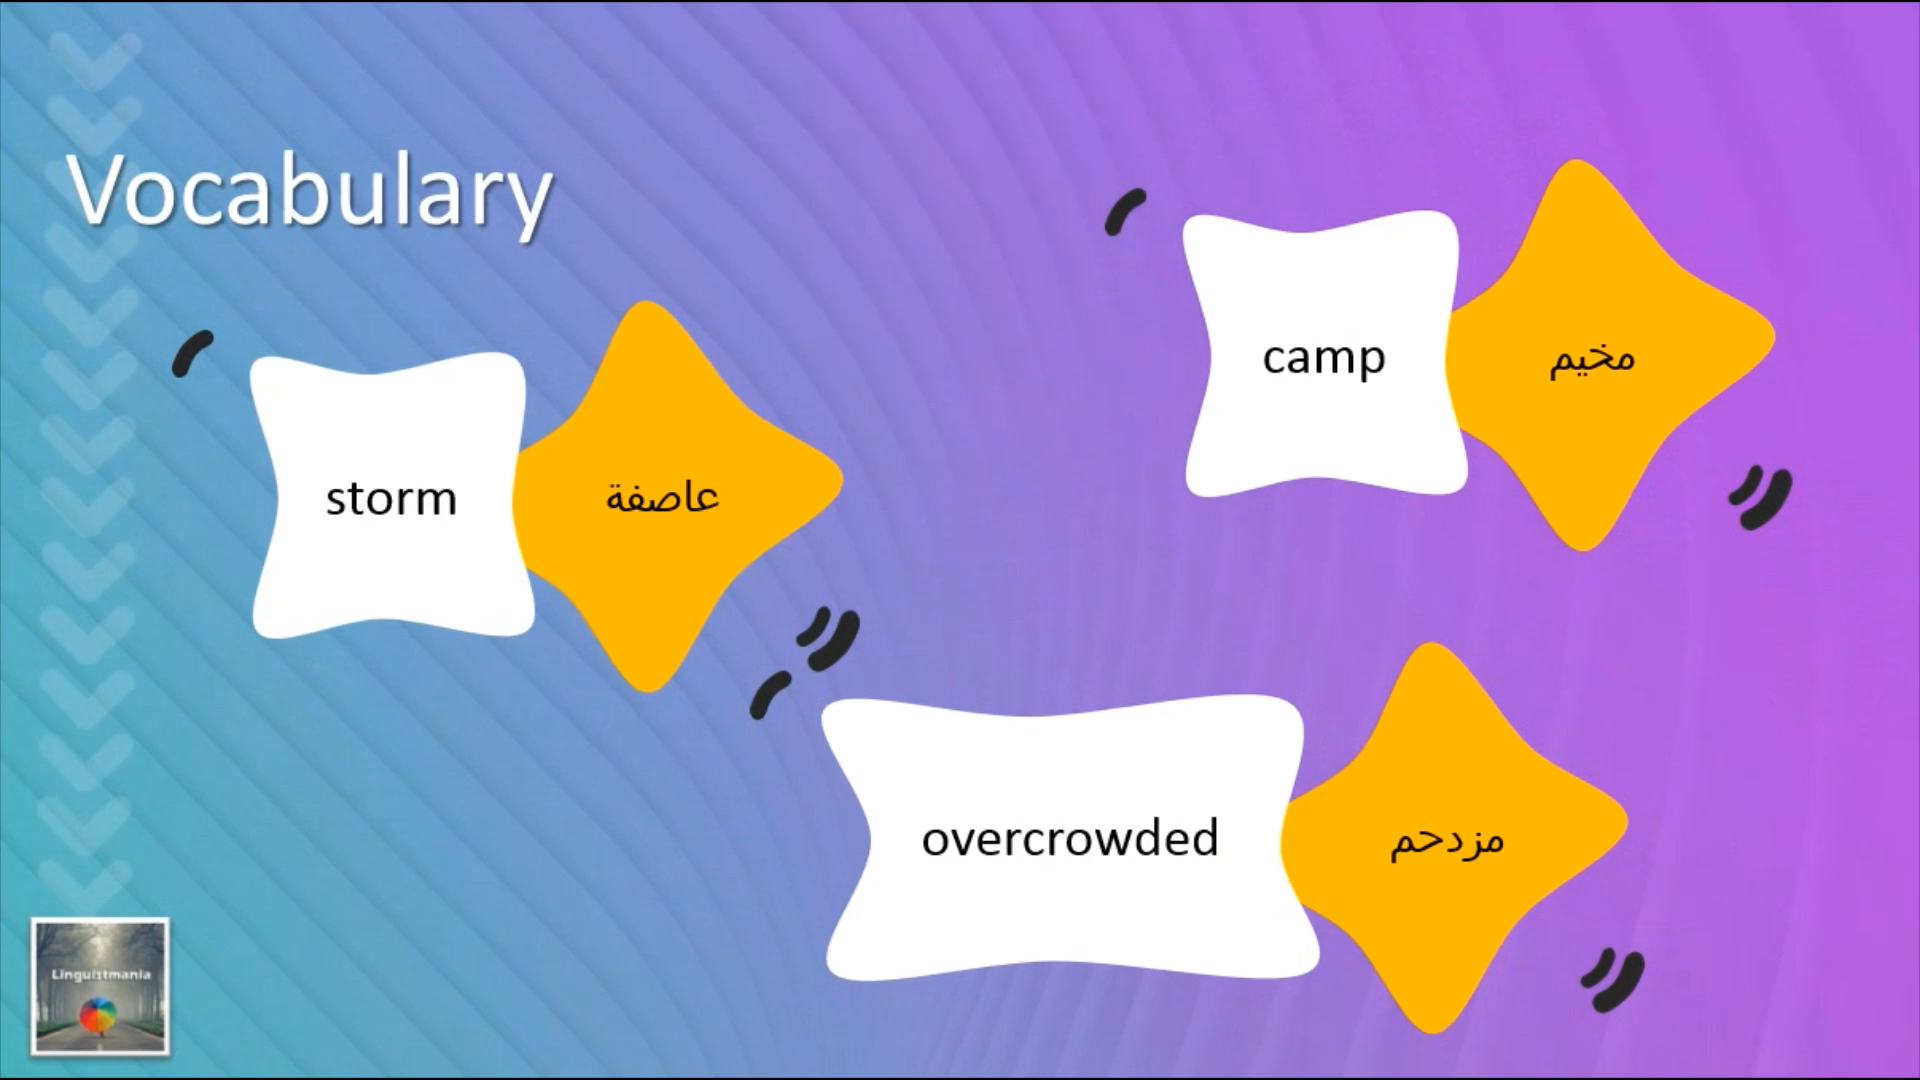 Vocabulary
camp
مخيم
storm
عاصفة
overcrowded
مزدحم
Linguistmania